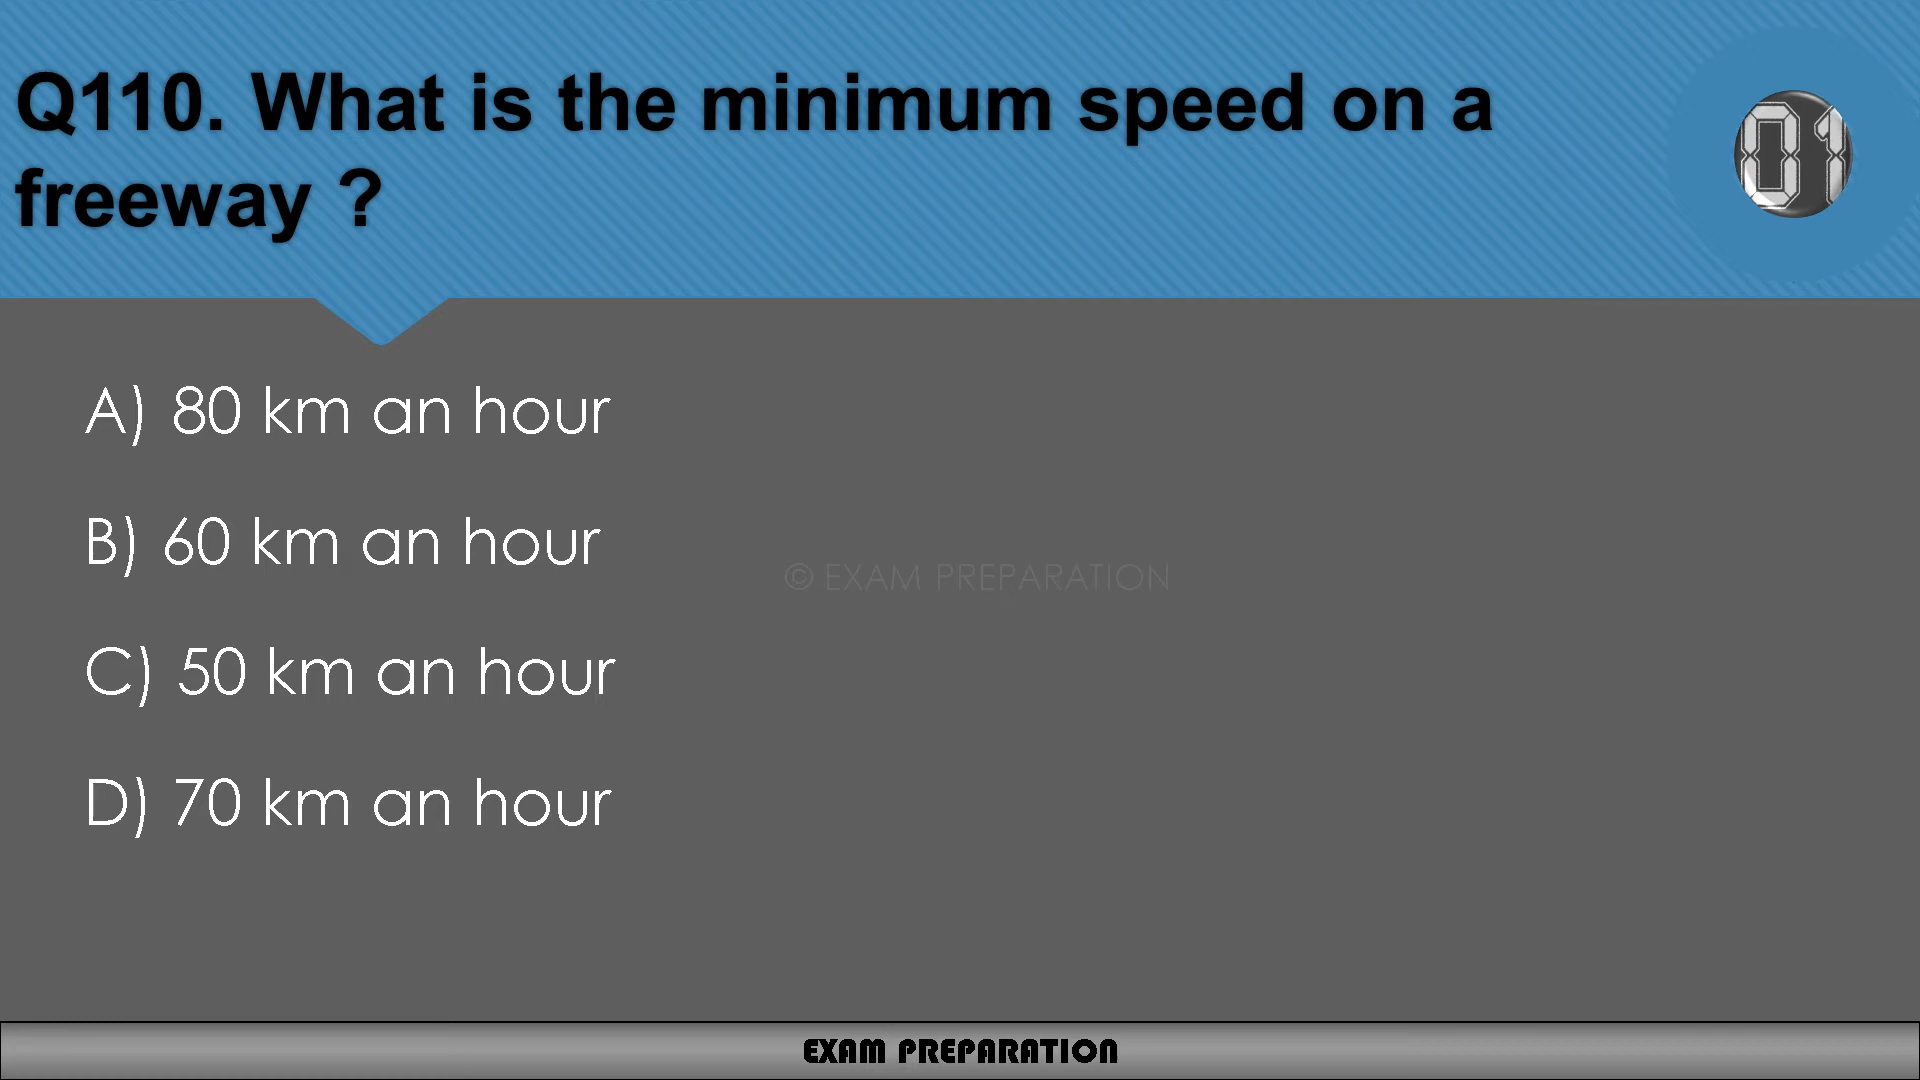 Q110. What is the minimum speed on a
freeway ?
01
A) 80 km an hour
B) 60 km an hour
© EXAM PREPARATION
C) 50 km an hour
D) 70 km an hour
EXAM PREPARATION